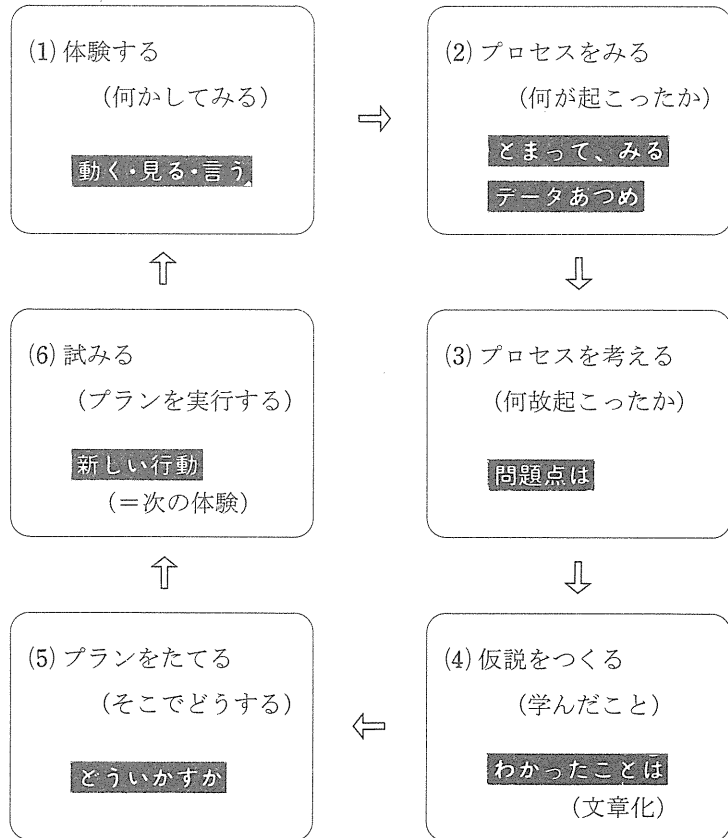 (1) 体験する
(何かしてみる)
動く・見る・言う
(2) プロセスをみる
(何が起こったか)
とまって、みる
データあつめ
(3) プロセスを考える
(何故起こったか)
問題点は
(4) 仮説をつくる
(学んだこと)
わかったことは
(文章化)
(5) プランをたてる
(そこでどうする)
どういかすか
(6) 試みる
(プランを実行する)
新しい行動
(=次の体験)